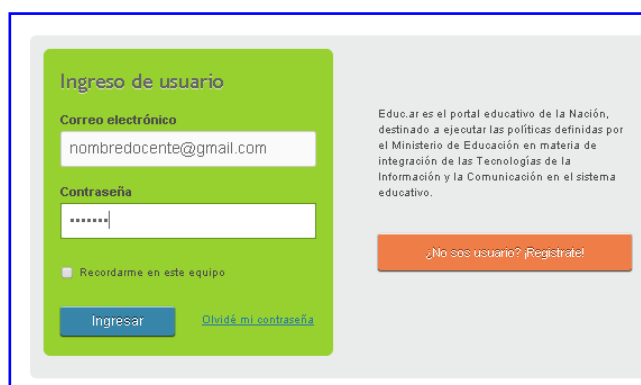 Ingreso de usuario
Correo electrónico
nombredocente@gmail.com
Contraseña
•••••••
Recordarme en este equipo
Ingresar
Olvidé mi contraseña
Educ.ar es el portal educativo de la Nación,
destinado a ejecutar las políticas definidas por
el Ministerio de Educación en materia de
integración de las Tecnologías de la
Información y la Comunicación en el sistema
educativo.
¿No sos usuario? ¡Registrate!